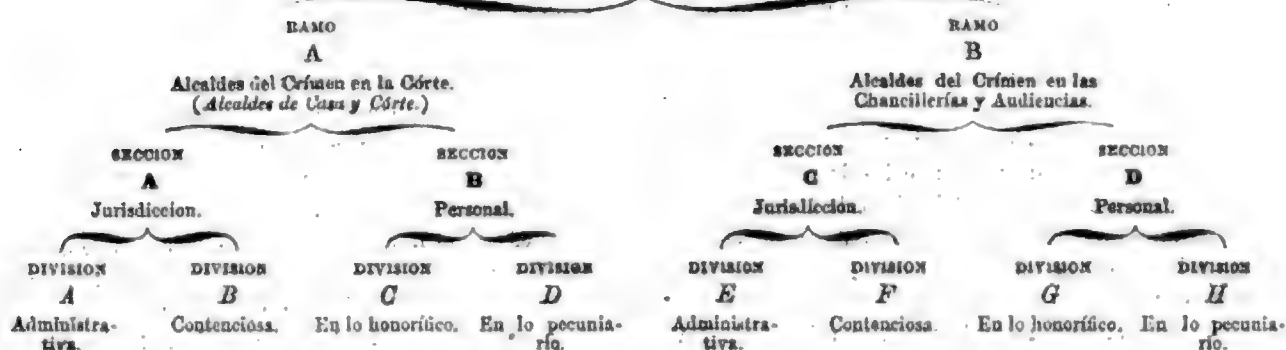 RAMO
A
Alcaldes del Crímen en la Córte.
(Alcaldes de Casa y Córte.)
RAMO
B
Alcaldes del Crímen en las
Chancillerías y Audiencias.
SECCION
A
Jurisdiccion.
SECCION
B
Personal.
SECCION
C
Jurisdiccion.
SECCION
D
Personal.
DIVISION
A
Administra-
tiva.
DIVISION
B
Contenciosa.
DIVISION
C
En lo honorífico.
DIVISION
D
En lo pecunia-
rio.
DIVISION
E
Administra-
tiva.
DIVISION
F
Contenciosa.
DIVISION
G
En lo honorífico.
DIVISION
H
En lo pecunia-
rio.